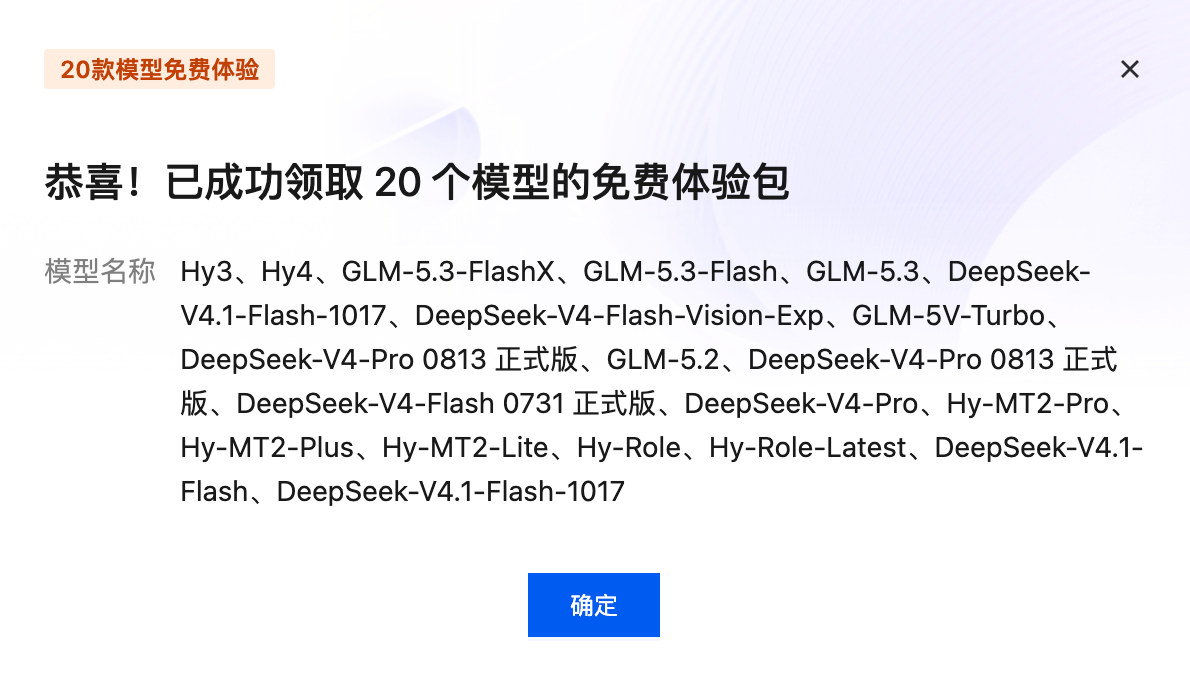 20款模型免费体验
恭喜！已成功领取 20 个模型的免费体验包
模型名称 Hy3、Hy4、GLM-5.3-FlashX、GLM-5.3-Flash、GLM-5.3、DeepSeek-
V4.1-Flash-1017、DeepSeek-V4-Flash-Vision-Exp、GLM-5V-Turbo、
DeepSeek-V4-Pro 0813 正式版、GLM-5.2、DeepSeek-V4-Pro 0813 正式
版、DeepSeek-V4-Flash 0731 正式版、DeepSeek-V4-Pro、Hy-MT2-Pro、
Hy-MT2-Plus、Hy-MT2-Lite、Hy-Role、Hy-Role-Latest、DeepSeek-V4.1-
Flash、DeepSeek-V4.1-Flash-1017
确定